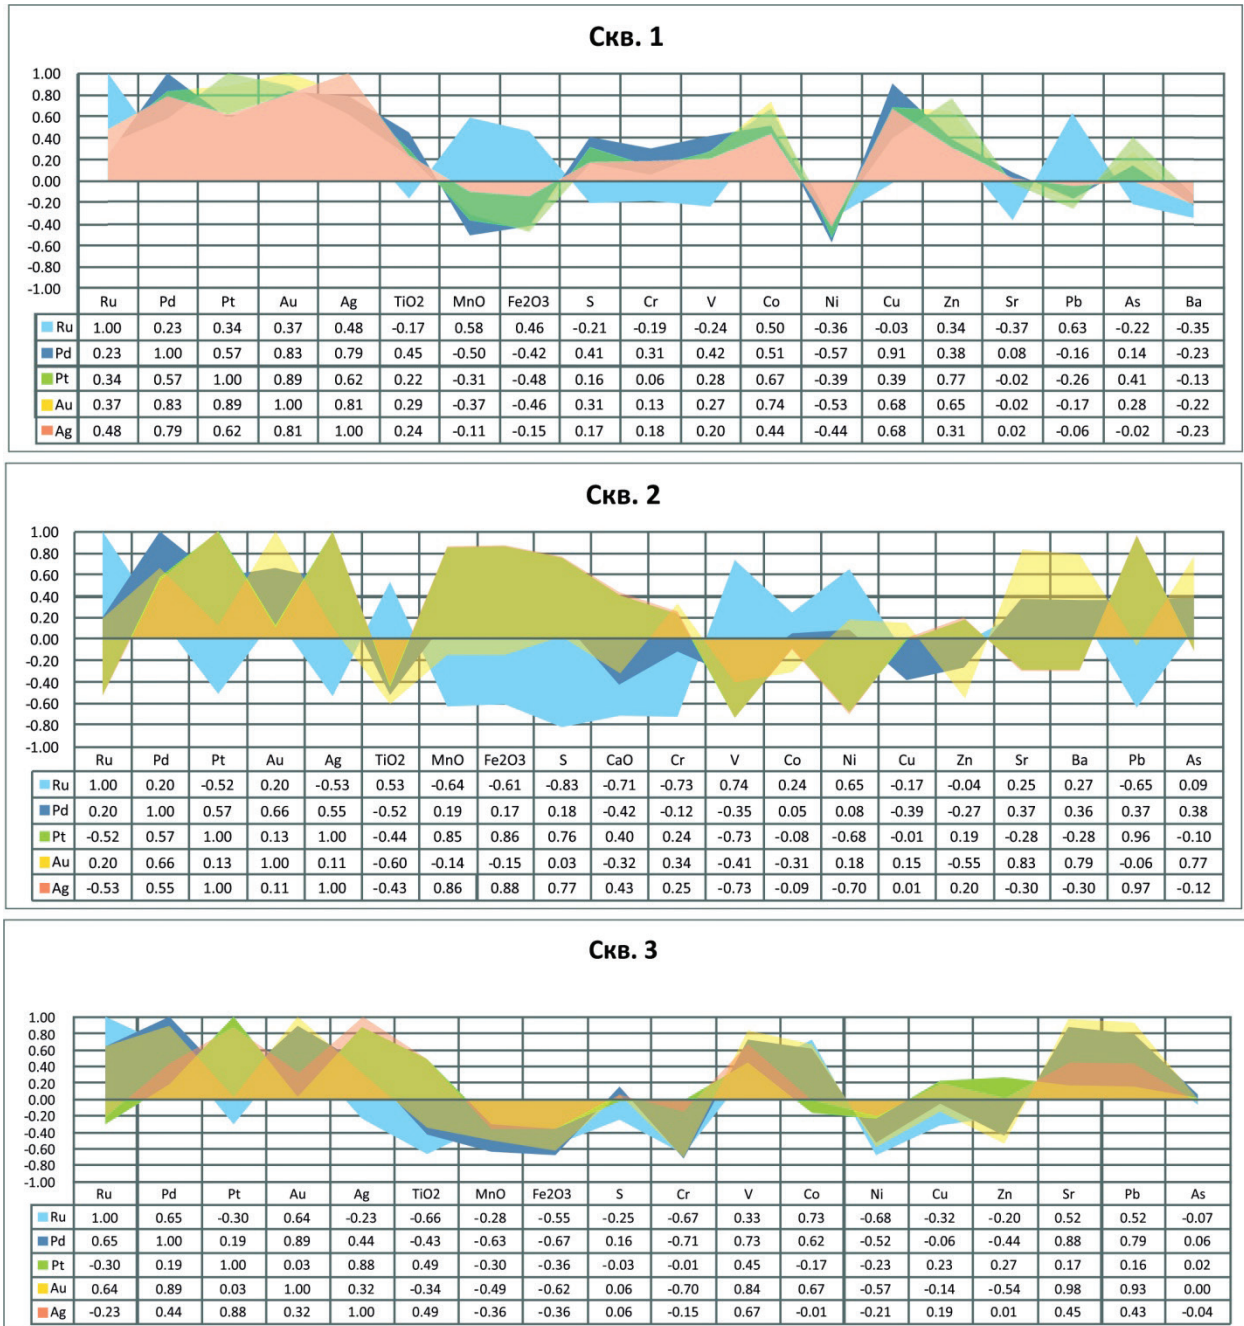 Скв. 1
1.00
0.80
0.60
0.40
0.20
0.00
-0.20
-0.40
-0.60
-0.80
-1.00
Ru Pd Pt Au Ag TiO2 MnO Fe2O3 S Cr V Co Ni Cu Zn Sr Pb As Ba
Ru 1.00 0.23 0.34 0.37 0.48 -0.17 0.58 0.46 -0.21 -0.19 -0.24 0.50 -0.36 -0.03 0.34 -0.37 0.63 -0.22 -0.35
Pd 0.23 1.00 0.57 0.83 0.79 0.45 -0.50 -0.42 0.41 0.31 0.42 0.51 -0.57 0.91 0.38 0.08 -0.16 0.14 -0.23
Pt 0.34 0.57 1.00 0.89 0.62 0.22 -0.31 -0.48 0.16 0.06 0.28 0.67 -0.39 0.39 0.77 -0.02 -0.26 0.41 -0.13
Au 0.37 0.83 0.89 1.00 0.81 0.29 -0.37 -0.46 0.31 0.13 0.27 0.74 -0.53 0.68 0.65 -0.02 -0.17 0.28 -0.22
Ag 0.48 0.79 0.62 0.81 1.00 0.24 -0.11 -0.15 0.17 0.18 0.20 0.44 -0.44 0.68 0.31 0.02 -0.06 -0.02 -0.23
Скв. 2
1.00
0.80
0.60
0.40
0.20
0.00
-0.20
-0.40
-0.60
-0.80
-1.00
Ru Pd Pt Au Ag TiO2 MnO Fe2O3 S CaO Cr V Co Ni Cu Zn Sr Ba Pb As
Ru 1.00 0.20 -0.52 0.20 -0.53 0.53 -0.64 -0.61 -0.83 -0.71 -0.73 0.74 0.24 0.65 -0.17 -0.04 0.25 0.27 -0.65 0.09
Pd 0.20 1.00 0.57 0.66 0.55 -0.52 0.19 0.17 0.18 -0.42 -0.12 -0.35 0.05 0.08 -0.39 -0.27 0.37 0.36 0.37 0.38
Pt -0.52 0.57 1.00 0.13 1.00 -0.44 0.85 0.86 0.76 0.40 0.24 -0.73 -0.08 -0.68 -0.01 0.19 -0.28 -0.28 0.96 -0.10
Au 0.20 0.66 0.13 1.00 0.11 -0.60 -0.14 -0.15 0.03 -0.32 0.34 -0.41 -0.31 0.18 0.15 -0.55 0.83 0.79 -0.06 0.77
Ag -0.53 0.55 1.00 0.11 1.00 -0.43 0.86 0.88 0.77 0.43 0.25 -0.73 -0.09 -0.70 0.01 0.20 -0.30 -0.30 0.97 -0.12
Скв. 3
1.00
0.80
0.60
0.40
0.20
0.00
-0.20
-0.40
-0.60
-0.80
-1.00
Ru Pd Pt Au Ag TiO2 MnO Fe2O3 S Cr V Co Ni Cu Zn Sr Pb As
Ru 1.00 0.65 -0.30 0.64 -0.23 -0.66 -0.28 -0.55 -0.25 -0.67 0.33 0.73 -0.68 -0.32 -0.20 0.52 0.52 -0.07
Pd 0.65 1.00 0.19 0.89 0.44 -0.43 -0.63 -0.67 0.16 -0.71 0.73 0.62 -0.52 -0.06 -0.44 0.88 0.79 0.06
Pt -0.30 0.19 1.00 0.03 0.88 0.49 -0.30 -0.36 -0.03 -0.01 0.45 -0.17 -0.23 0.23 0.27 0.17 0.16 0.02
Au 0.64 0.89 0.03 1.00 0.32 -0.34 -0.49 -0.62 0.06 -0.70 0.84 0.67 -0.57 -0.14 -0.54 0.98 0.93 0.00
Ag -0.23 0.44 0.88 0.32 1.00 0.49 -0.36 -0.36 0.06 -0.15 0.67 -0.01 -0.21 0.19 0.01 0.45 0.43 -0.04